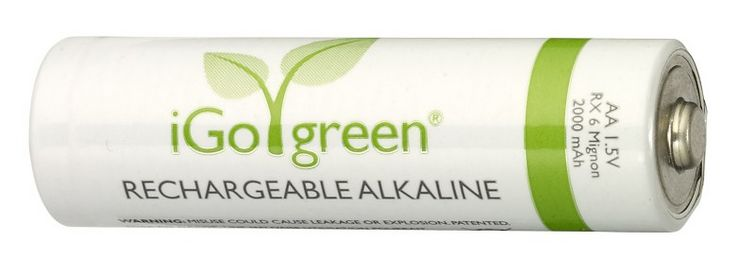 iGo green®
RECHARGEABLE ALKALINE
WARNING: MISUSE COULD CAUSE LEAKAGE OR EXPLOSION. PATENTED.
AA 1.5V
RX 6 Mignon
2000 mAh